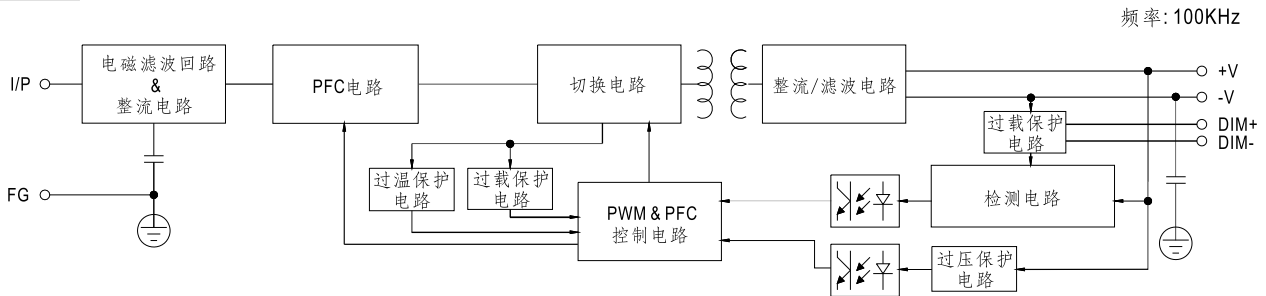 频率: 100KHz
I/P
电磁滤波回路
&
整流电路
PFC电路
切换电路
整流/滤波电路
+V
-V
DIM+
DIM-
过载保护
电路
FG
过温保护
电路
过载保护
电路
PWM & PFC
控制电路
检测电路
过压保护
电路